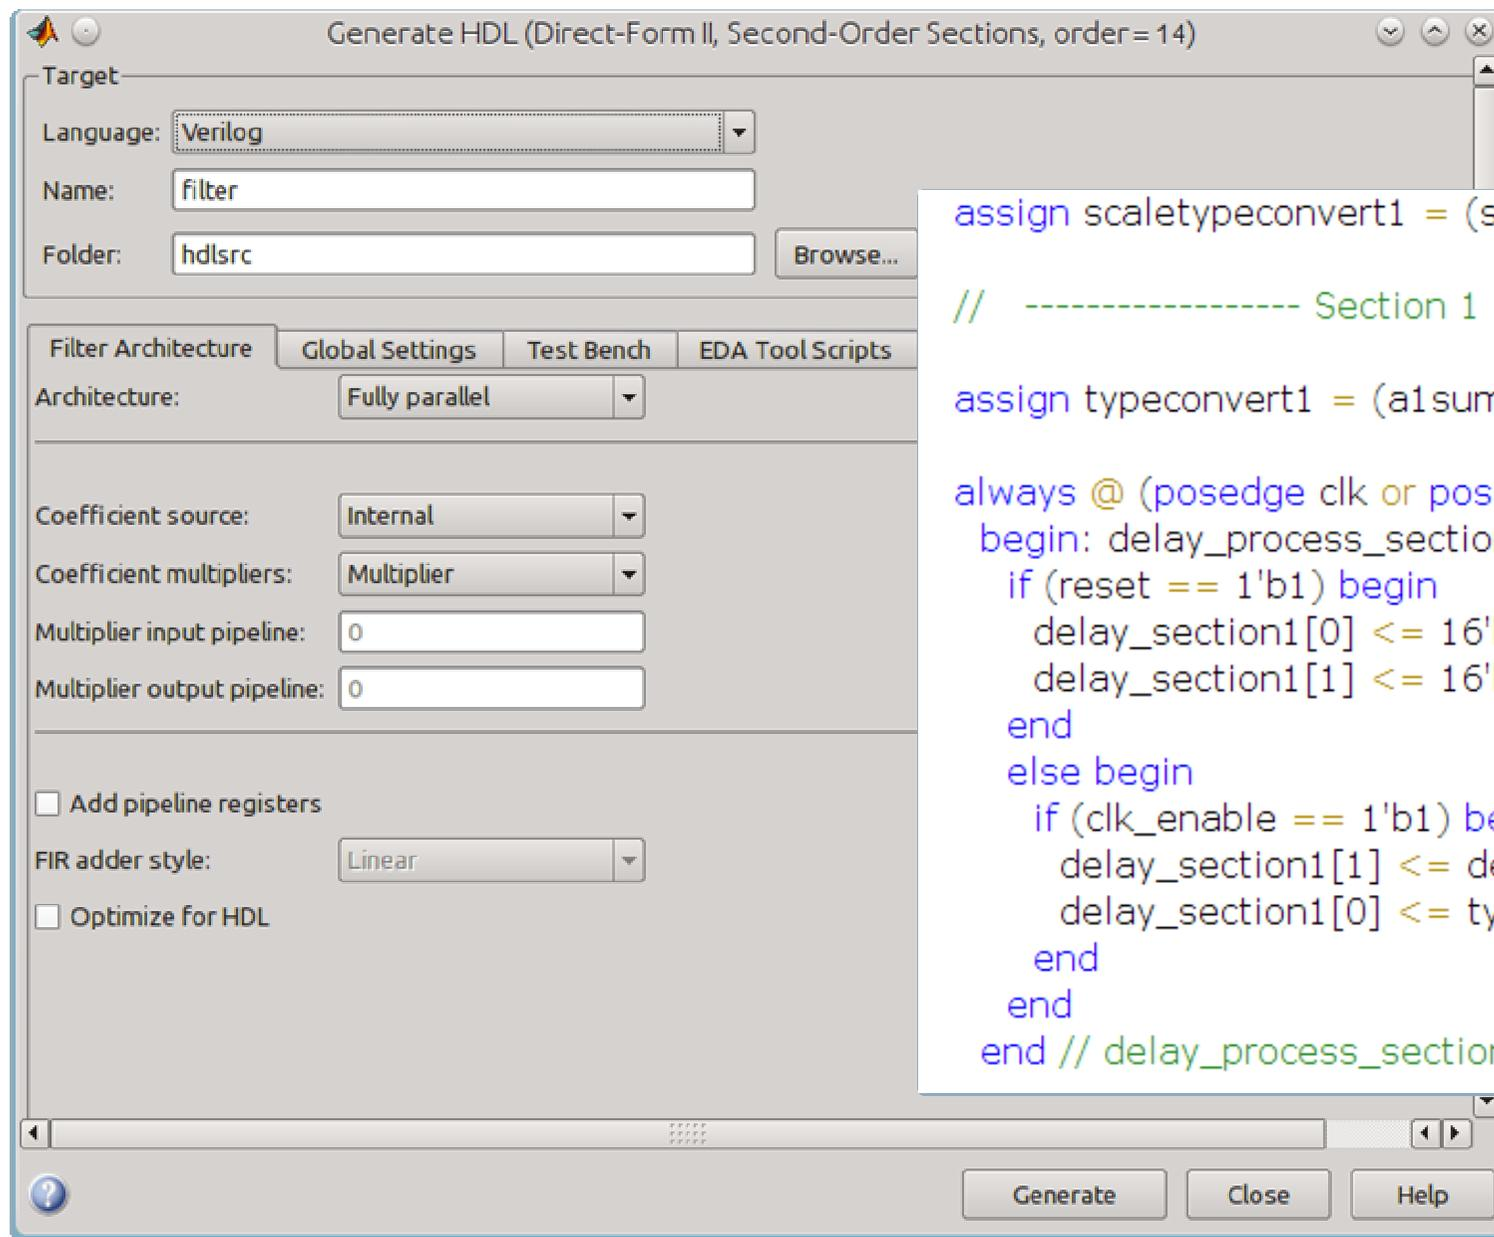 Generate HDL (Direct-Form II, Second-Order Sections, order=14)
Target
Language: Verilog
Name: filter
Folder: hdlsrc Browse...
Filter Architecture Global Settings Test Bench EDA Tool Scripts
Architecture: Fully parallel
Coefficient source: Internal
Coefficient multipliers: Multiplier
Multiplier input pipeline: 0
Multiplier output pipeline: 0
Add pipeline registers
FIR adder style: Linear
Optimize for HDL
assign scaletypeconvert1 = (s
// ------------------ Section 1
assign typeconvert1 = (a1sum
always @ (posedge clk or pos
begin: delay_process_sectio
if (reset == 1'b1) begin
delay_section1[0] <= 16'
delay_section1[1] <= 16'
end
else begin
if (clk_enable == 1'b1) be
delay_section1[1] <= de
delay_section1[0] <= ty
end
end
end // delay_process_section
Generate Close Help